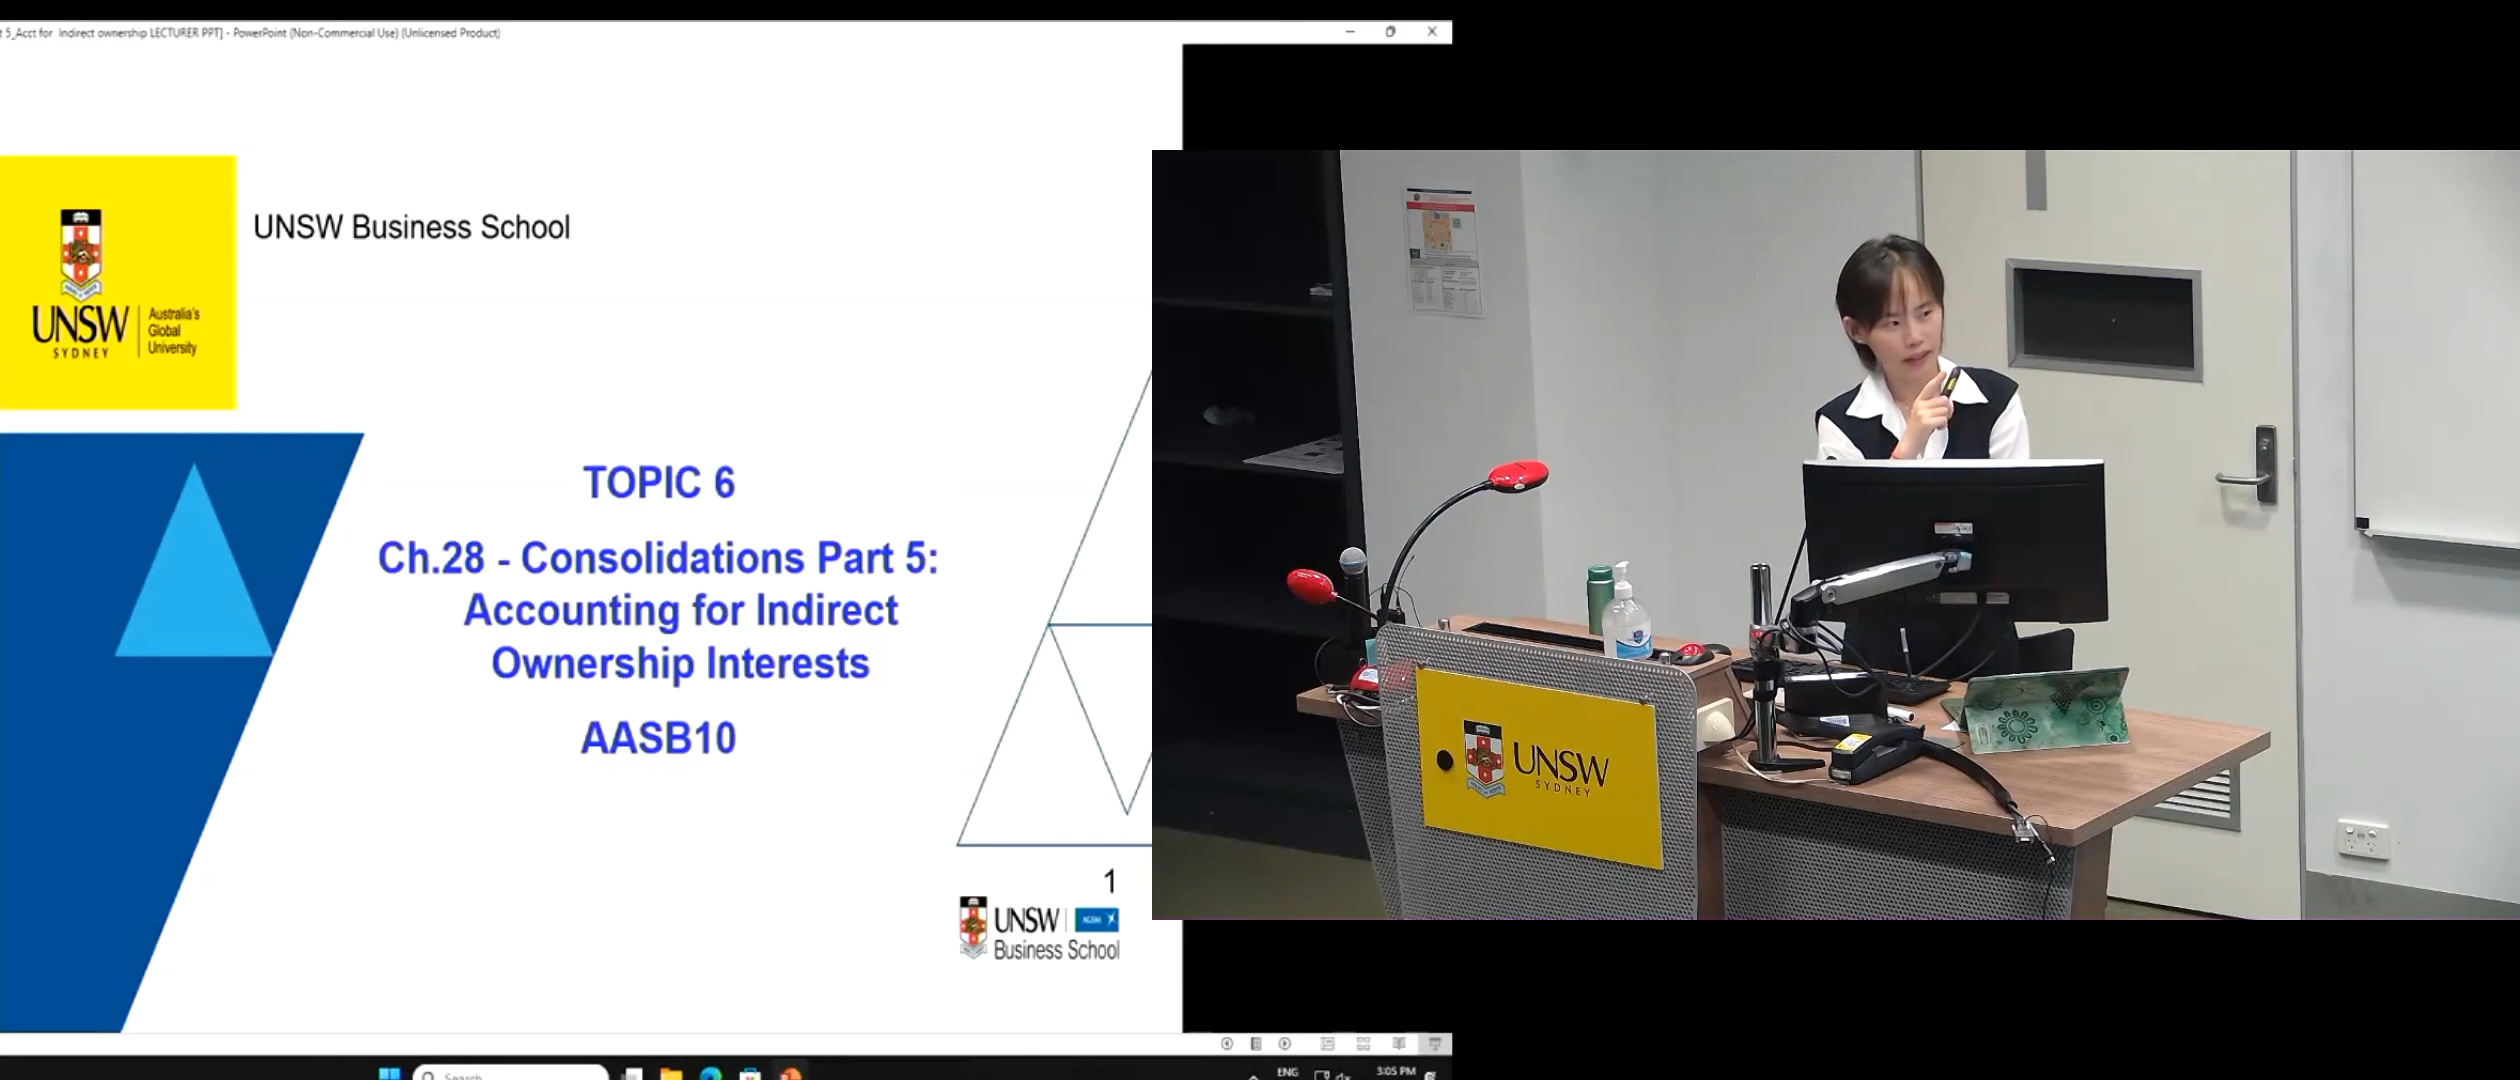 t 5_Acct for Indirect ownership LECTURER PPT] - PowerPoint (Non-Commercial Use) (Unlicensed Product)
UNSW Business School
UNSW
SYDNEY
Australia's
Global
University
TOPIC 6
Ch.28 - Consolidations Part 5:
Accounting for Indirect
Ownership Interests
AASB10
1
UNSW
AGSM
Business School
UNSW
SYDNEY
Search
ENG
3:05 PM